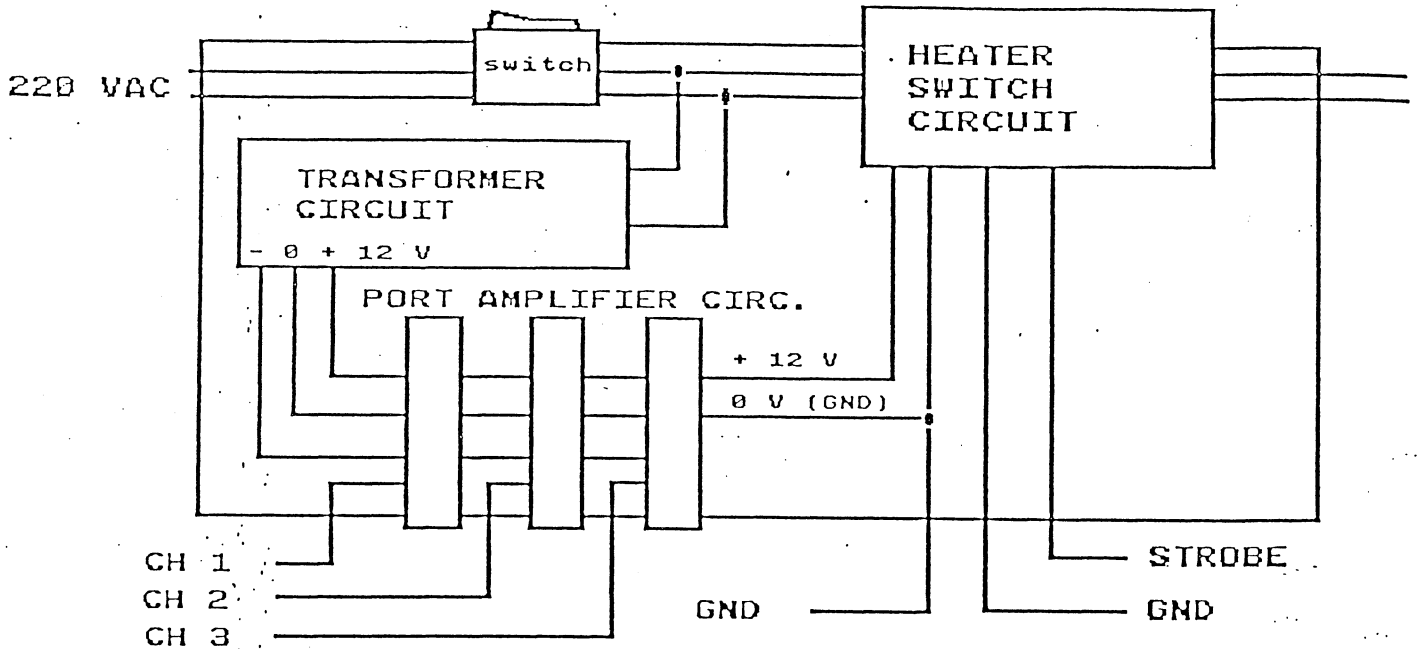 switch
220 VAC
HEATER
SWITCH
CIRCUIT
TRANSFORMER
CIRCUIT
- 0 + 12 V
PORT AMPLIFIER CIRC.
+ 12 V
0 V (GND)
CH 1
CH 2
CH 3
GND
STROBE
GND